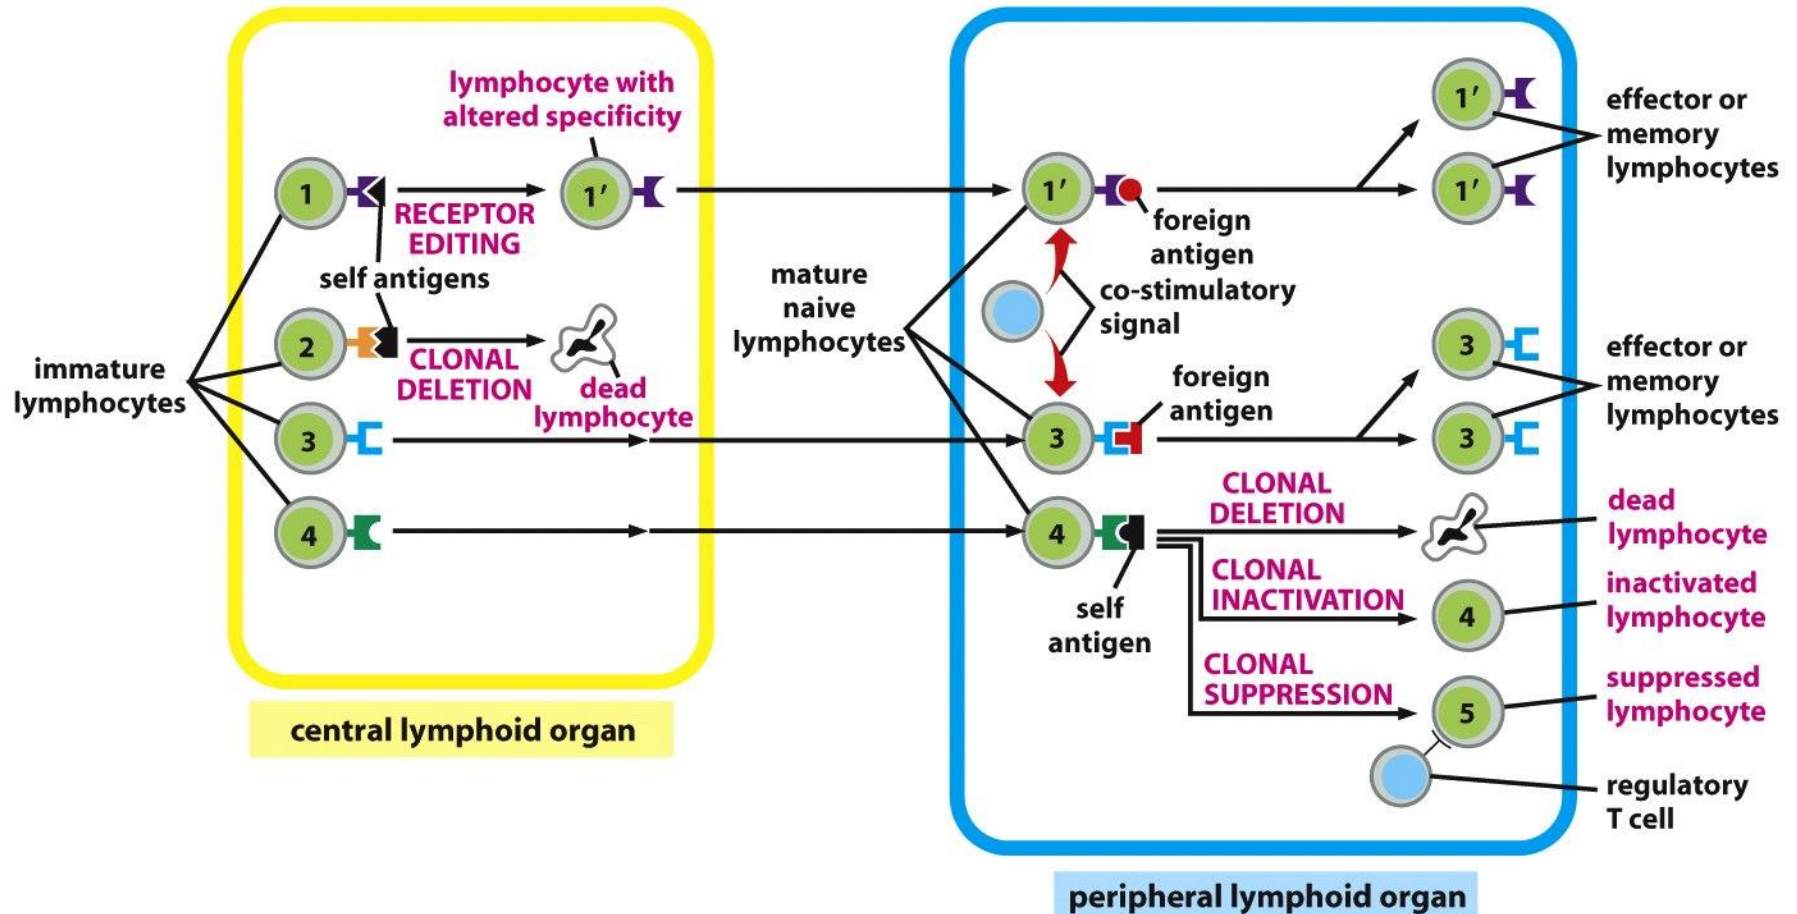 lymphocyte with
altered specificity
1
RECEPTOR
EDITING
1′
self antigens
2
CLONAL
DELETION
dead
lymphocyte
immature
lymphocytes
3
4
central lymphoid organ
mature
naive
lymphocytes
1′
foreign
antigen
co-stimulatory
signal
1′
1′
effector or
memory
lymphocytes
3
foreign
antigen
3
3
effector or
memory
lymphocytes
4
self
antigen
CLONAL
DELETION
dead
lymphocyte
CLONAL
INACTIVATION
4
inactivated
lymphocyte
CLONAL
SUPPRESSION
5
suppressed
lymphocyte
regulatory
T cell
peripheral lymphoid organ